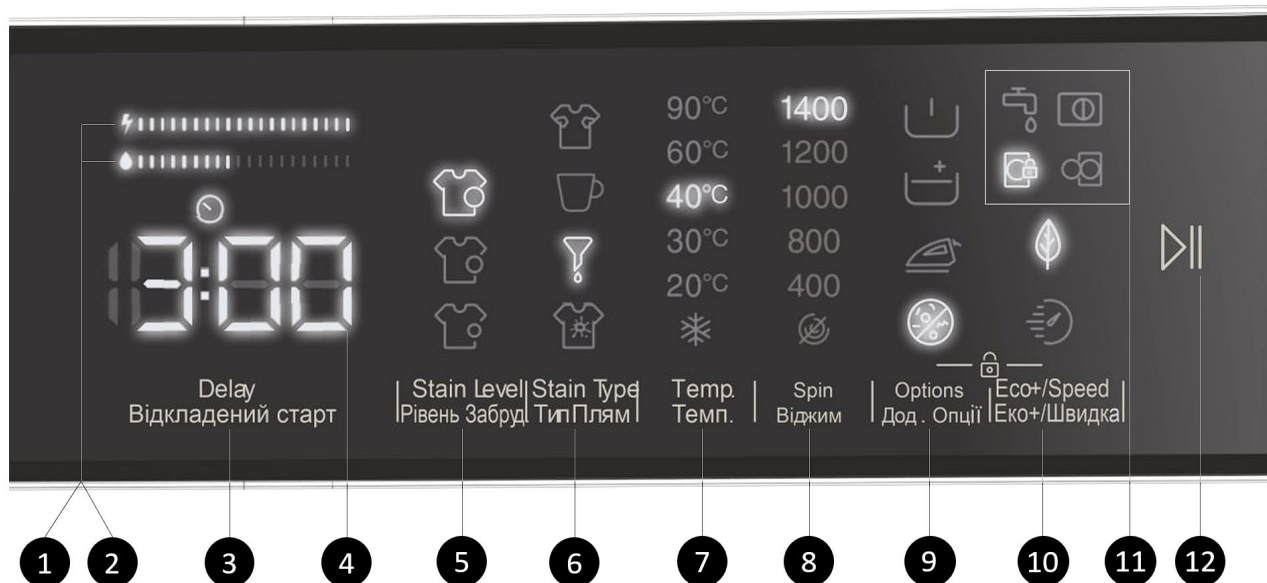 90°C
60°C
40°C
30°C
20°C
1400
1200
1000
800
400
3:00
Delay
Відкладений старт
Stain Level
Рівень Забруд.
Stain Type
Тип Плям
Temp.
Темп.
Spin
Віджим
Options
Дод. Опції
Eco+/Speed
Еко+/Швидка
1 2 3 4 5 6 7 8 9 10 11 12